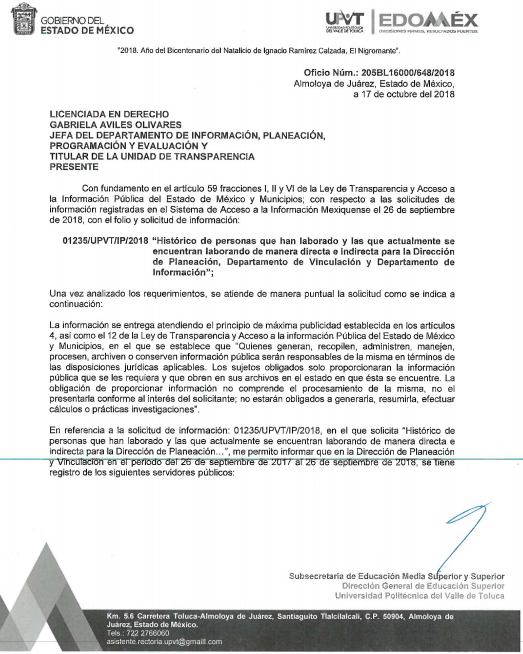 GOBIERNO DEL
ESTADO DE MÉXICO
UPVT
UNIVERSIDAD POLITÉCNICA
DEL VALLE DE TOLUCA
EDOMÉX
DECISIONES FIRMES, RESULTADOS FUERTES.
"2018. Año del Bicentenario del Natalicio de Ignacio Ramírez Calzada, El Nigromante".
Oficio Núm.: 205BL16000/648/2018
Almoloya de Juárez, Estado de México,
a 17 de octubre del 2018
LICENCIADA EN DERECHO
GABRIELA AVILES OLIVARES
JEFA DEL DEPARTAMENTO DE INFORMACIÓN, PLANEACIÓN,
PROGRAMACIÓN Y EVALUACIÓN Y
TITULAR DE LA UNIDAD DE TRANSPARENCIA
PRESENTE
Con fundamento en el artículo 59 fracciones I, II y VI de la Ley de Transparencia y Acceso a
la Información Pública del Estado de México y Municipios; con respecto a las solicitudes de
información registradas en el Sistema de Acceso a la Información Mexiquense el 26 de septiembre
de 2018, con el folio y solicitud de información:
01235/UPVT/IP/2018 "Histórico de personas que han laborado y las que actualmente se
encuentran laborando de manera directa e indirecta para la Dirección
de Planeación, Departamento de Vinculación y Departamento de
Información";
Una vez analizado los requerimientos, se atiende de manera puntual la solicitud como se indica a
continuación:
La información se entrega atendiendo el principio de máxima publicidad establecida en los artículos
4, así como el 12 de la Ley de Transparencia y Acceso a la información Pública del Estado de México
y Municipios, en el que se establece que "Quienes generan, recopilen, administren, manejen,
procesen, archiven o conserven información pública serán responsables de la misma en términos de
las disposiciones jurídicas aplicables. Los sujetos obligados solo proporcionaran la información
pública que se les requiera y que obren en sus archivos en el estado en que ésta se encuentre. La
obligación de proporcionar información no comprende el procesamiento de la misma, no el
presentarla conforme al interés del solicitante; no estarán obligados a generarla, resumirla, efectuar
cálculos o prácticas investigaciones".
En referencia a la solicitud de información: 01235/UPVT/IP/2018, en el que solicita "Histórico de
personas que han laborado y las que actualmente se encuentran laborando de manera directa e
indirecta para la Dirección de Planeación...", me permito informar que en la Dirección de Planeación
y Vinculación en el periodo del 26 de septiembre de 2017 al 26 de septiembre de 2018, se tiene
registro de los siguientes servidores públicos:
Subsecretaría de Educación Media Superior y Superior
Dirección General de Educación Superior
Universidad Politécnica del Valle de Toluca
Km. 5.6 Carretera Toluca-Almoloya de Juárez, Santiaguito Tlalcilalcali, C.P. 50904, Almoloya de
Juárez, Estado de México.
Tels.: 722 2766060
asistente.rectoria.upvt@gmaill.com